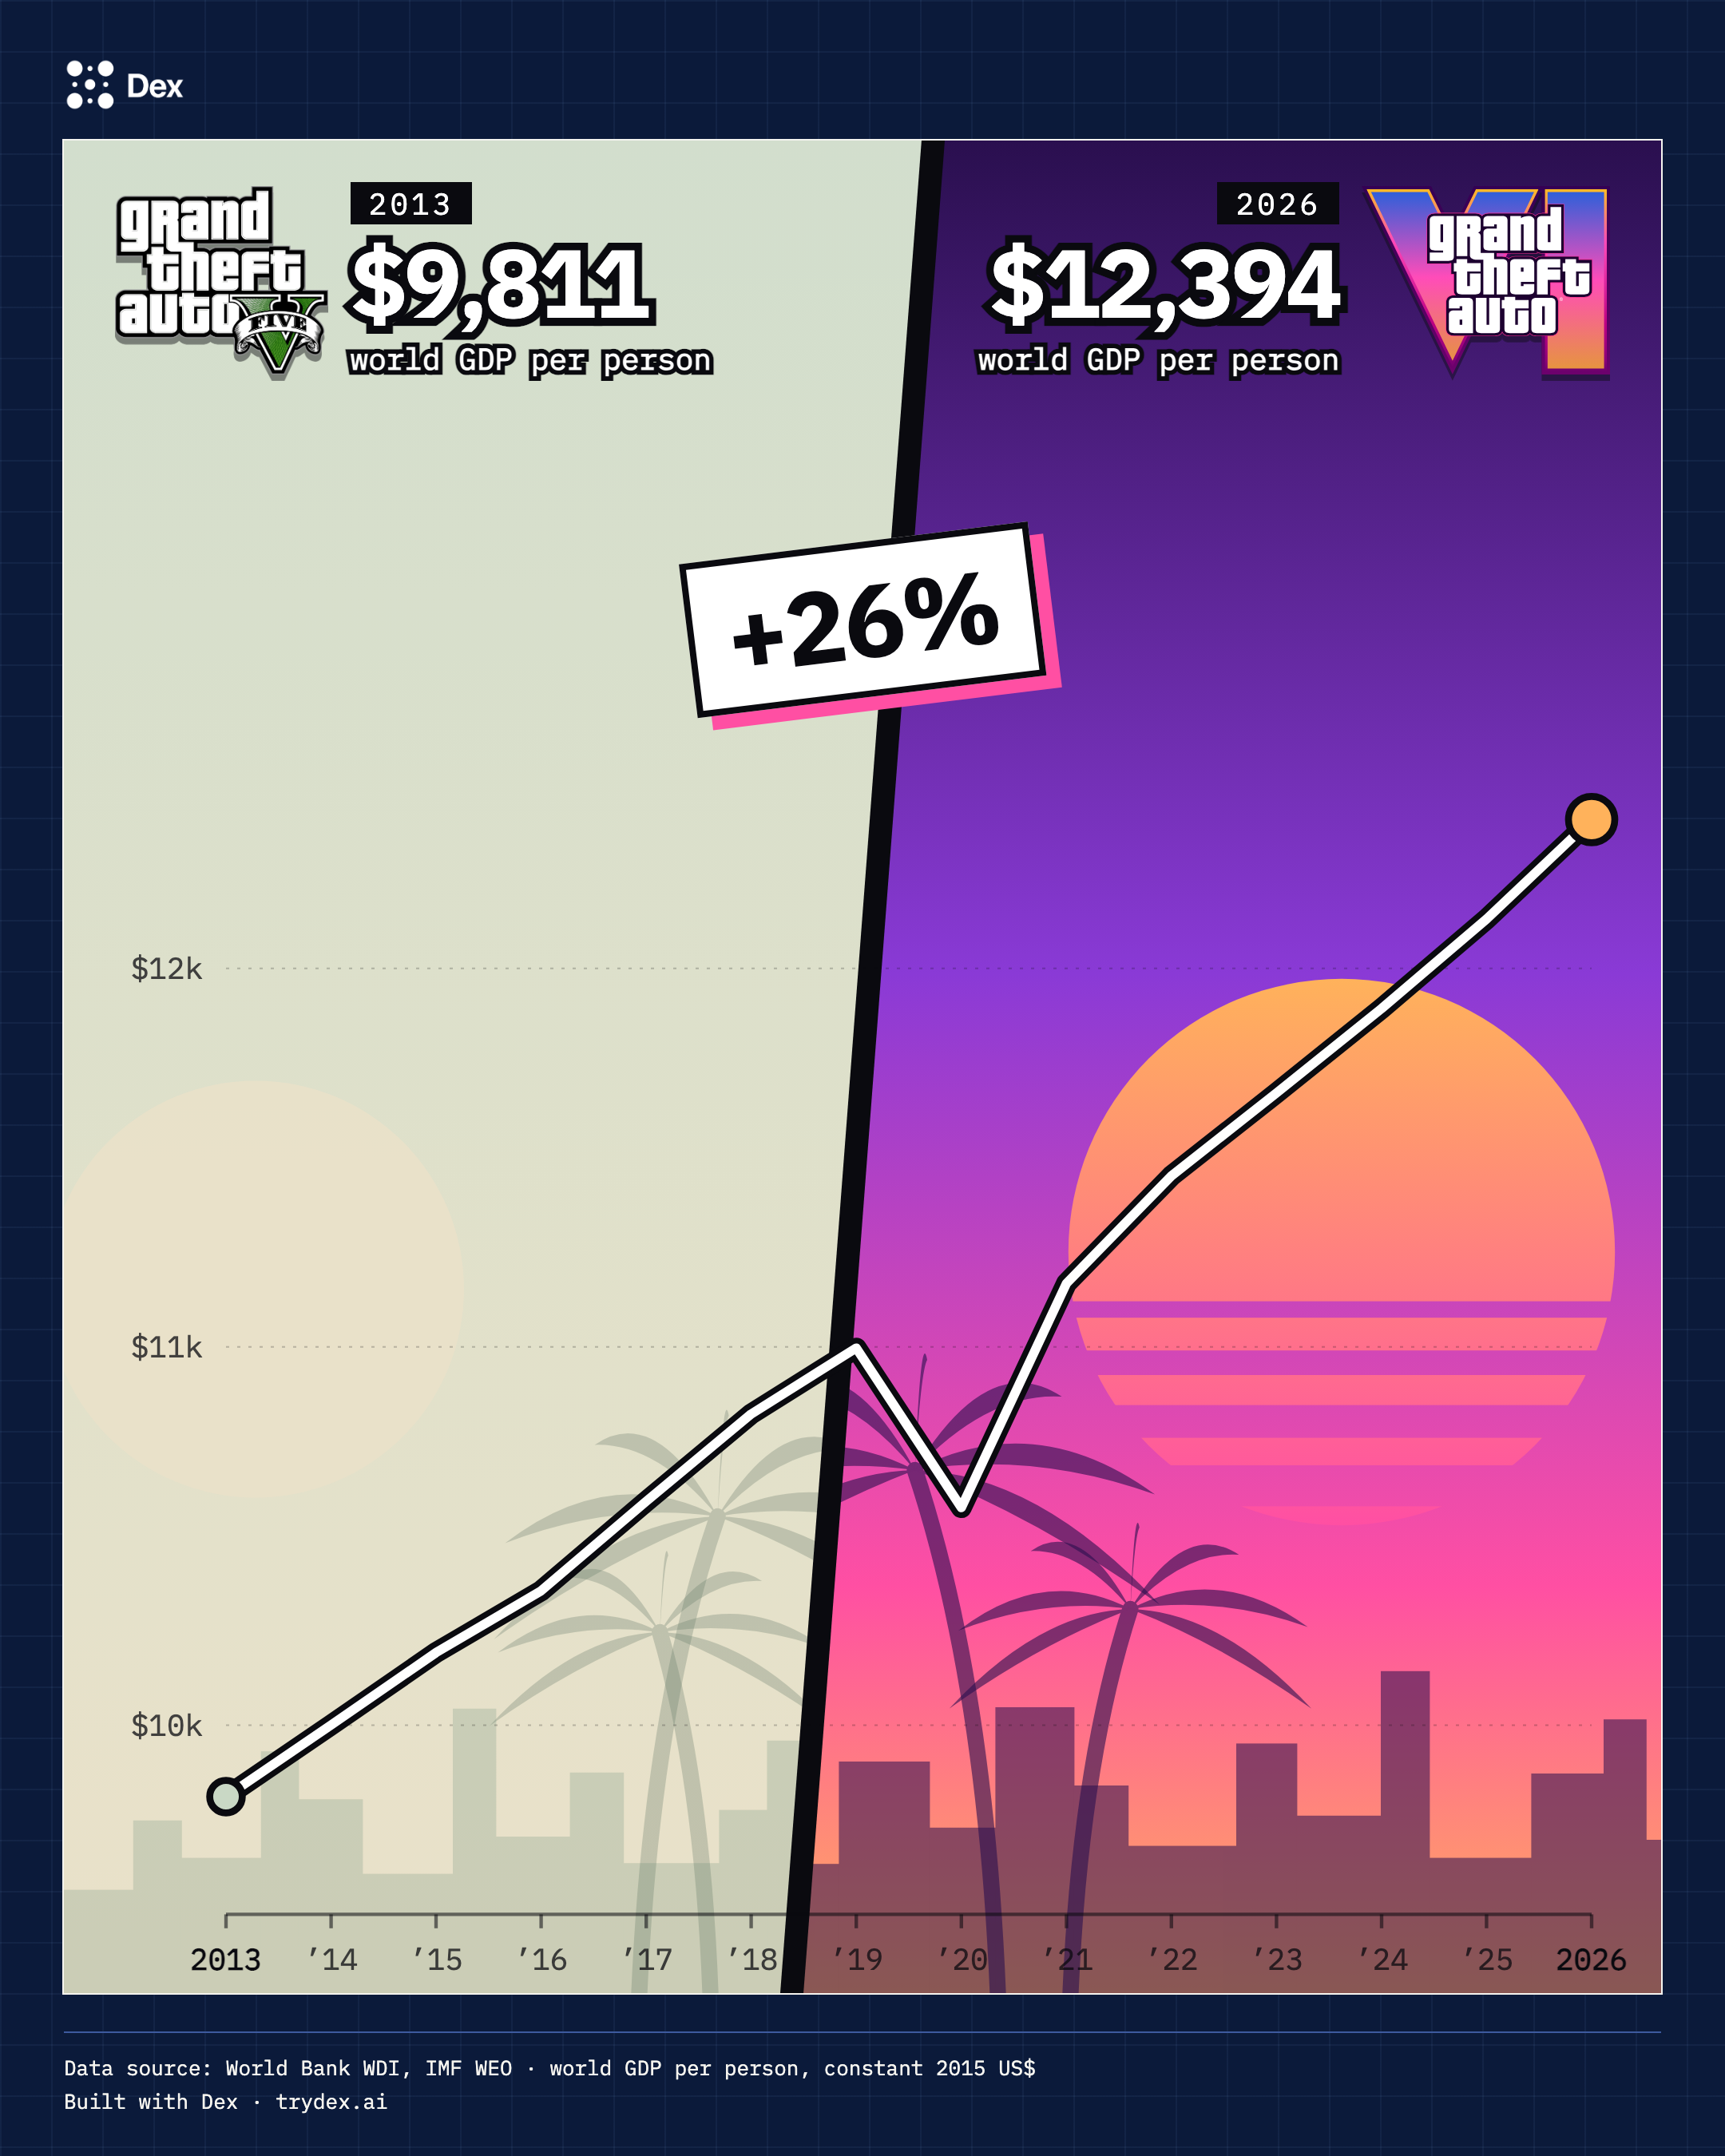 Dex
grand
theft
auto V
FIVE
2013
$9,811
world GDP per person
2026
$12,394
world GDP per person
VI
grand
theft
auto
+26%
$12k
$11k
$10k
2013 ’14 ’15 ’16 ’17 ’18 ’19 ’20 ’21 ’22 ’23 ’24 ’25 2026
Data source: World Bank WDI, IMF WEO · world GDP per person, constant 2015 US$
Built with Dex · trydex.ai